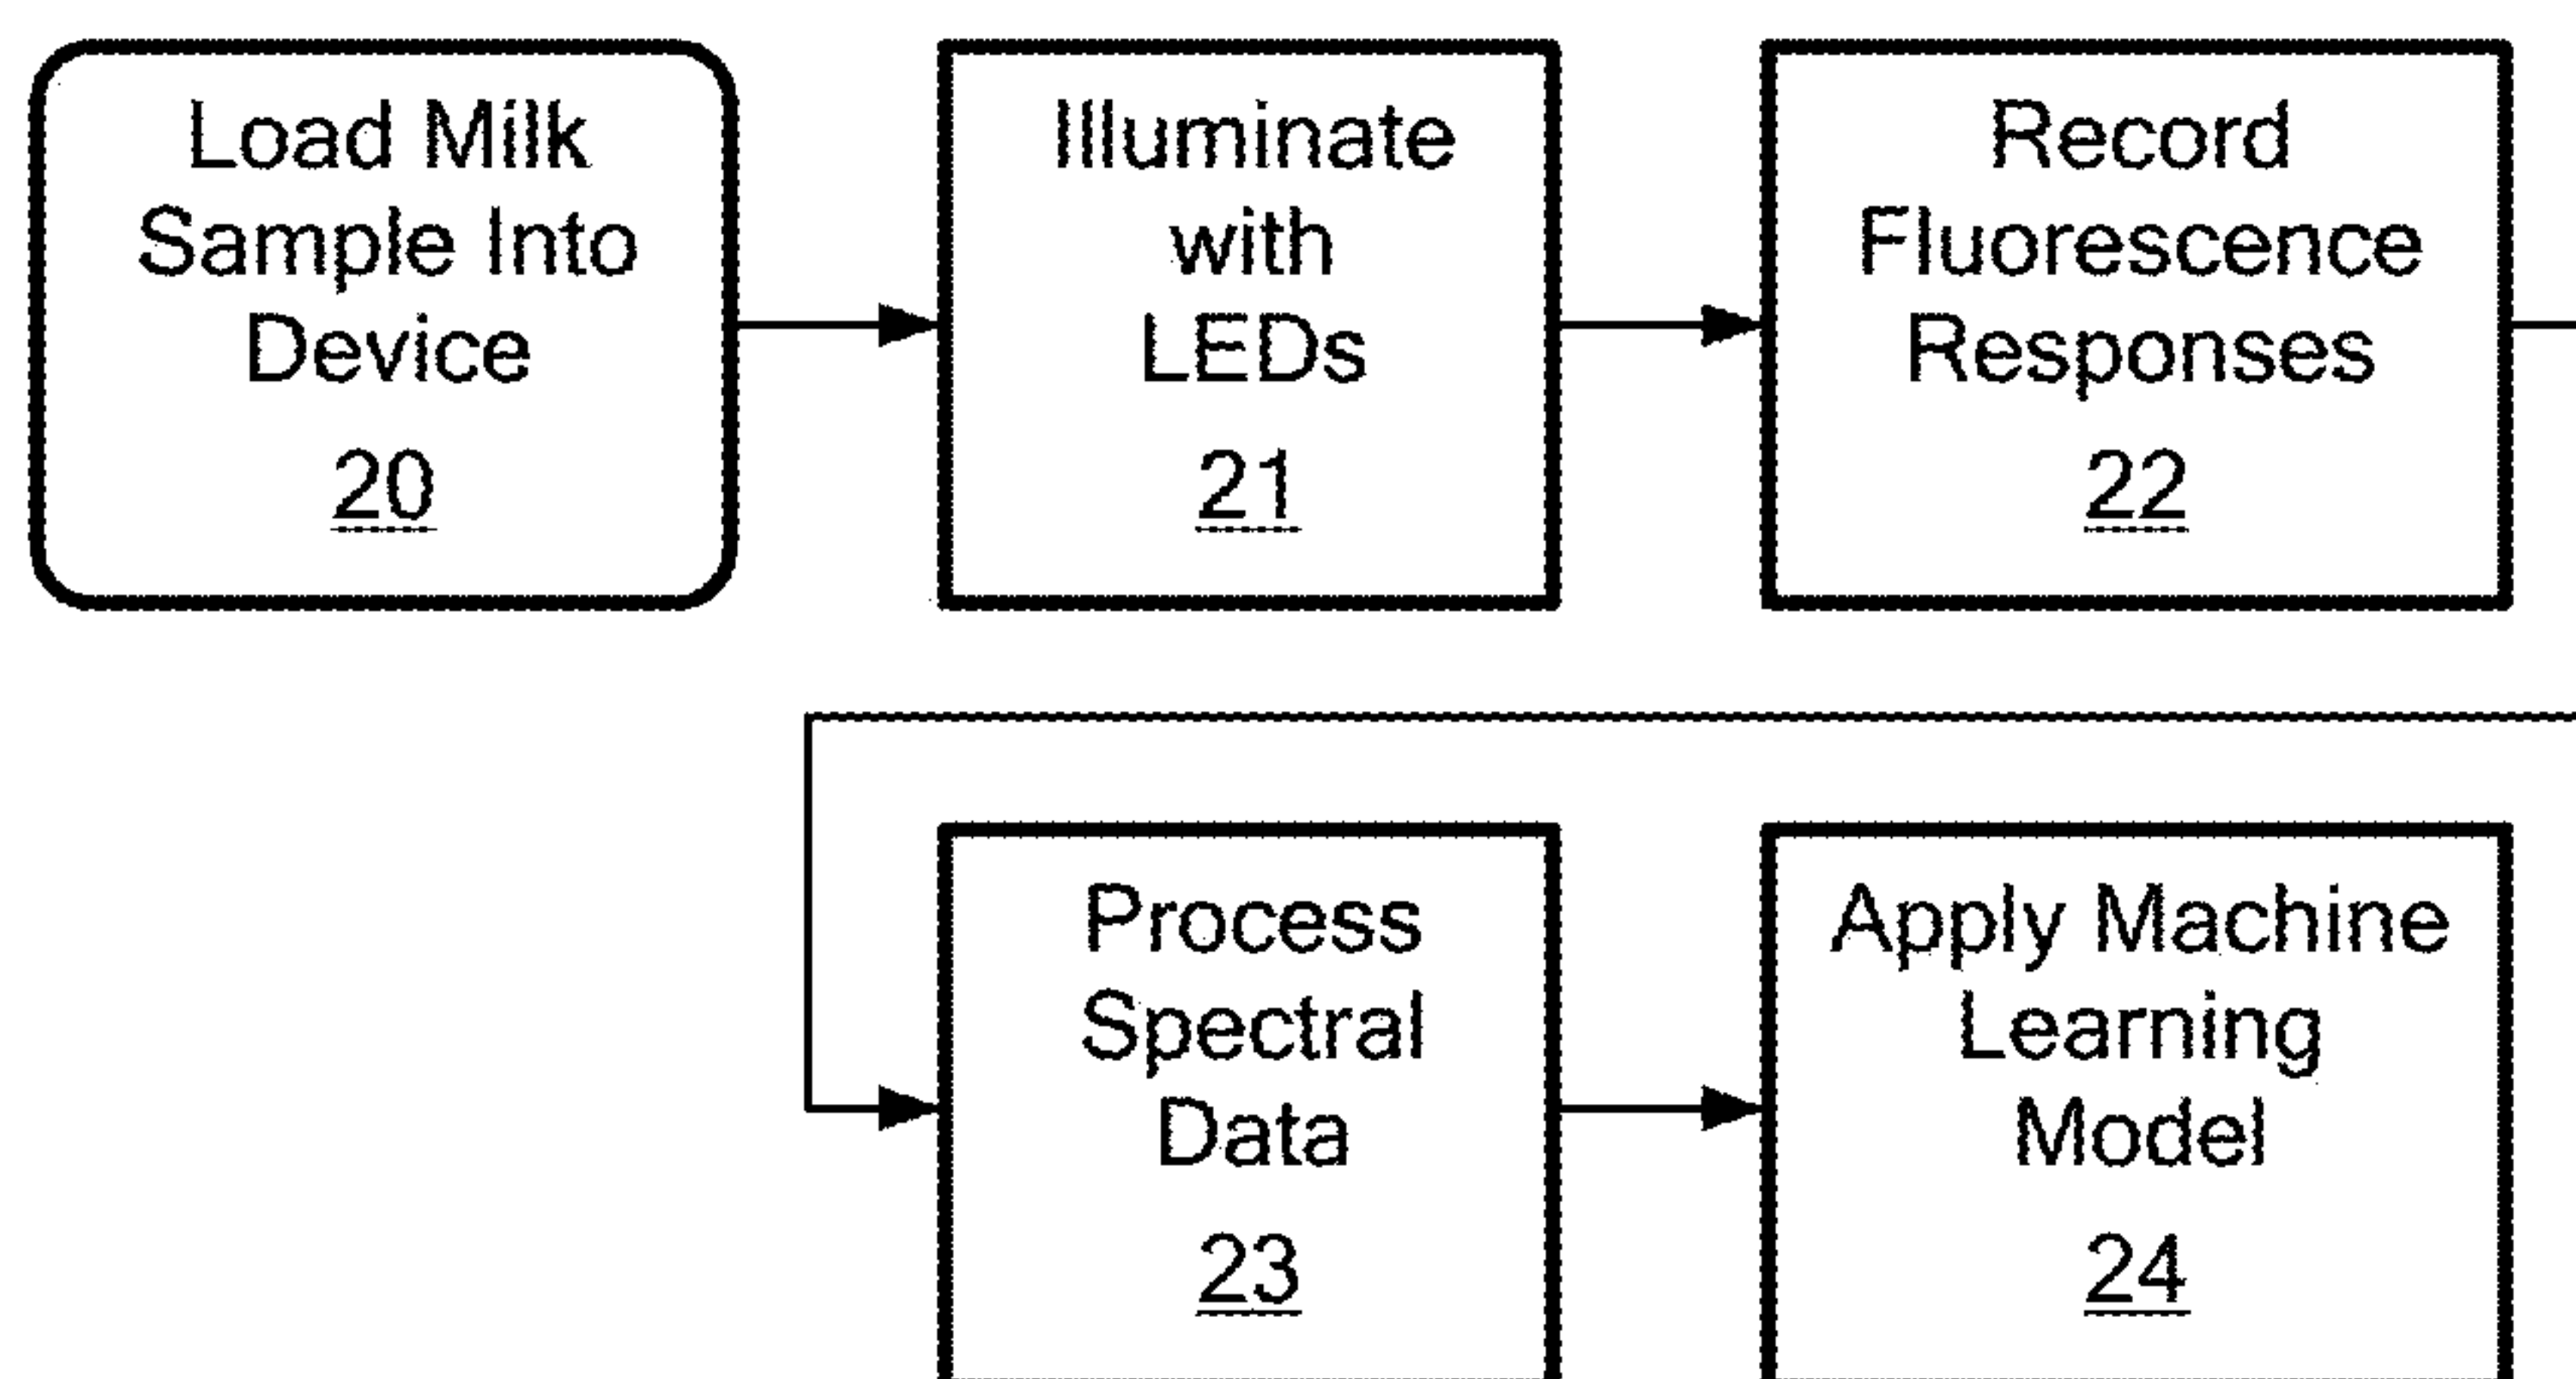 Load Milk
Sample Into
Device
20
Illuminate
with
LEDs
21
Record
Fluorescence
Responses
22
Process
Spectral
Data
23
Apply Machine
Learning
Model
24